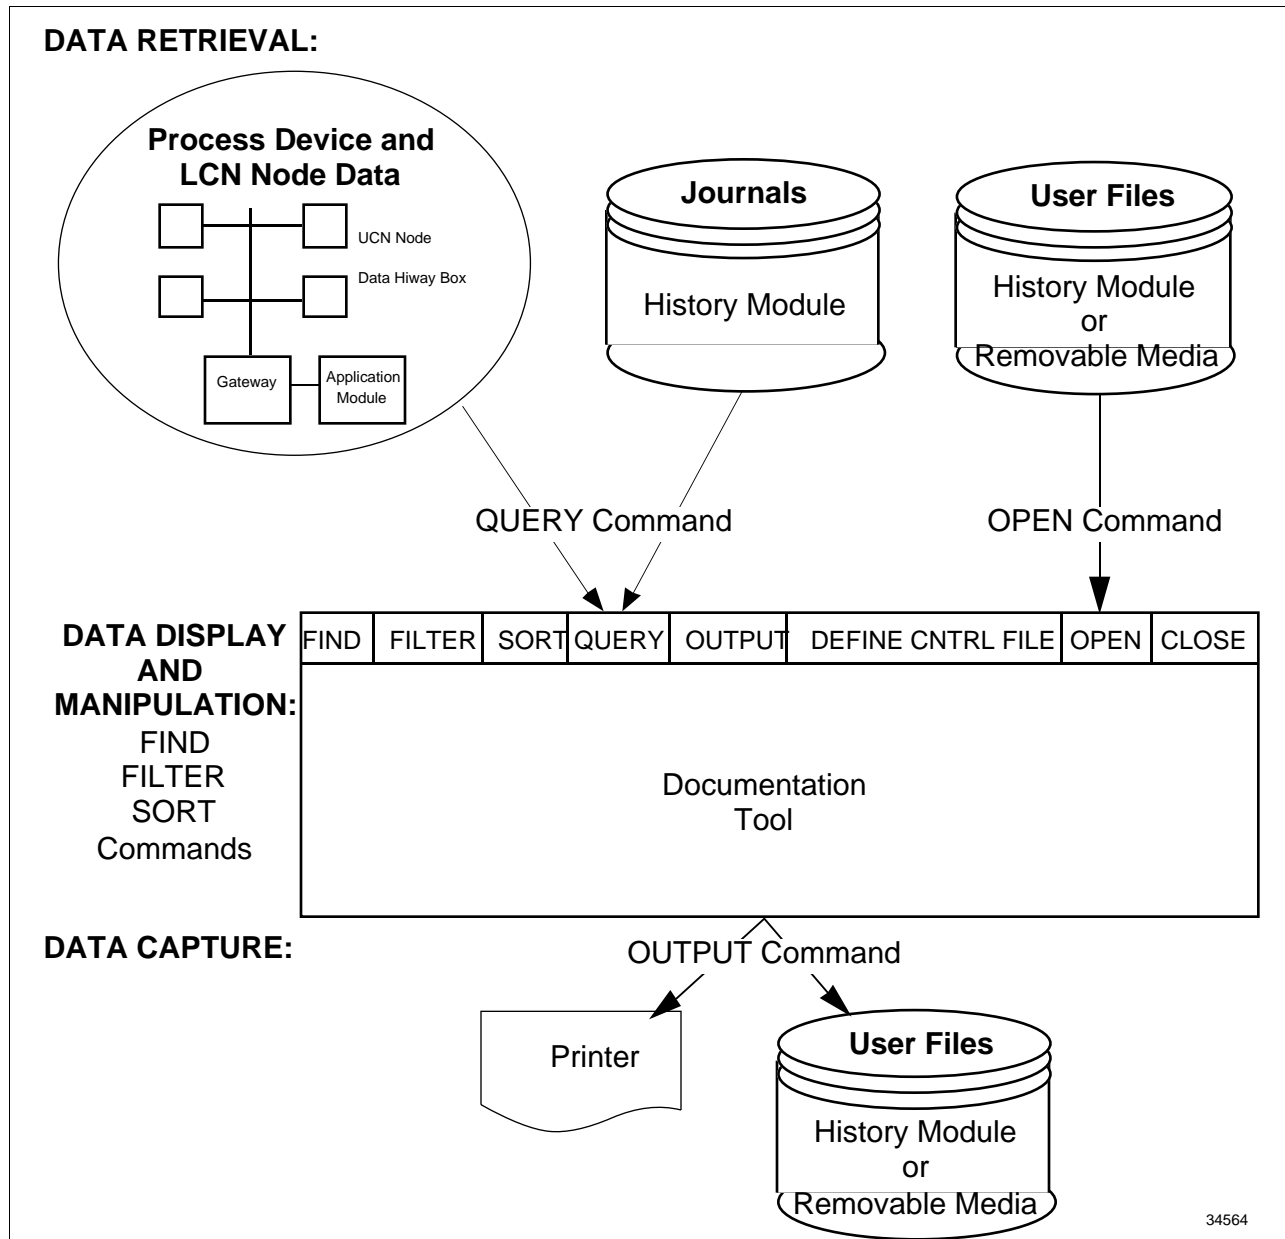 DATA RETRIEVAL:
Process Device and
LCN Node Data
UCN Node
Data Hiway Box
Gateway
Application
Module
Journals
History Module
User Files
History Module
or
Removable Media
QUERY Command
OPEN Command
DATA DISPLAY
AND
MANIPULATION:
FIND
FILTER
SORT
Commands
FIND FILTER SORT QUERY OUTPUT DEFINE CNTRL FILE OPEN CLOSE
Documentation
Tool
DATA CAPTURE:
OUTPUT Command
Printer
User Files
History Module
or
Removable Media
34564